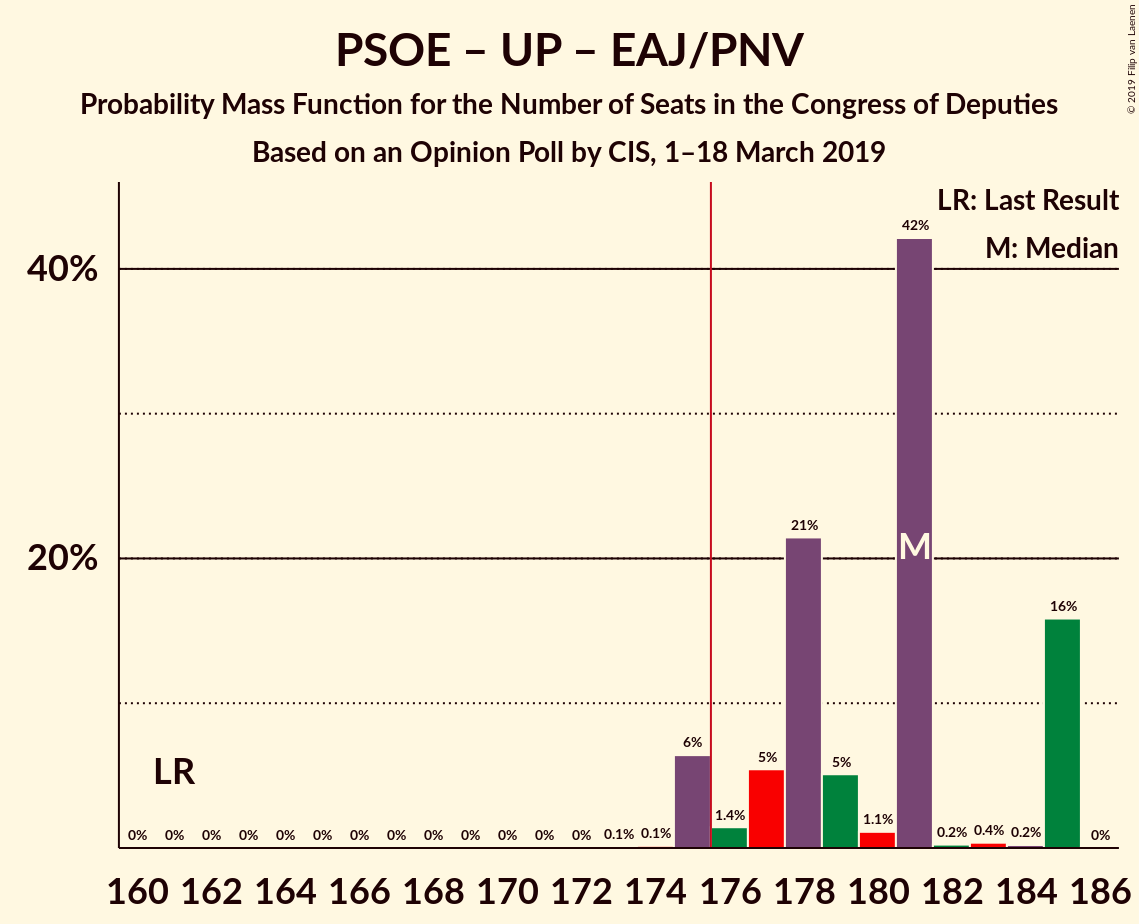 PSOE – UP – EAJ/PNV
Probability Mass Function for the Number of Seats in the Congress of Deputies
Based on an Opinion Poll by CIS, 1–18 March 2019
© 2019 Filip van Laenen
LR: Last Result
M: Median
40%
20%
LR
M
0% 0% 0% 0% 0% 0% 0% 0% 0% 0% 0% 0% 0% 0.1% 0.1% 6% 1.4% 5% 21% 5% 1.1% 42% 0.2% 0.4% 0.2% 16% 0%
160 162 164 166 168 170 172 174 176 178 180 182 184 186